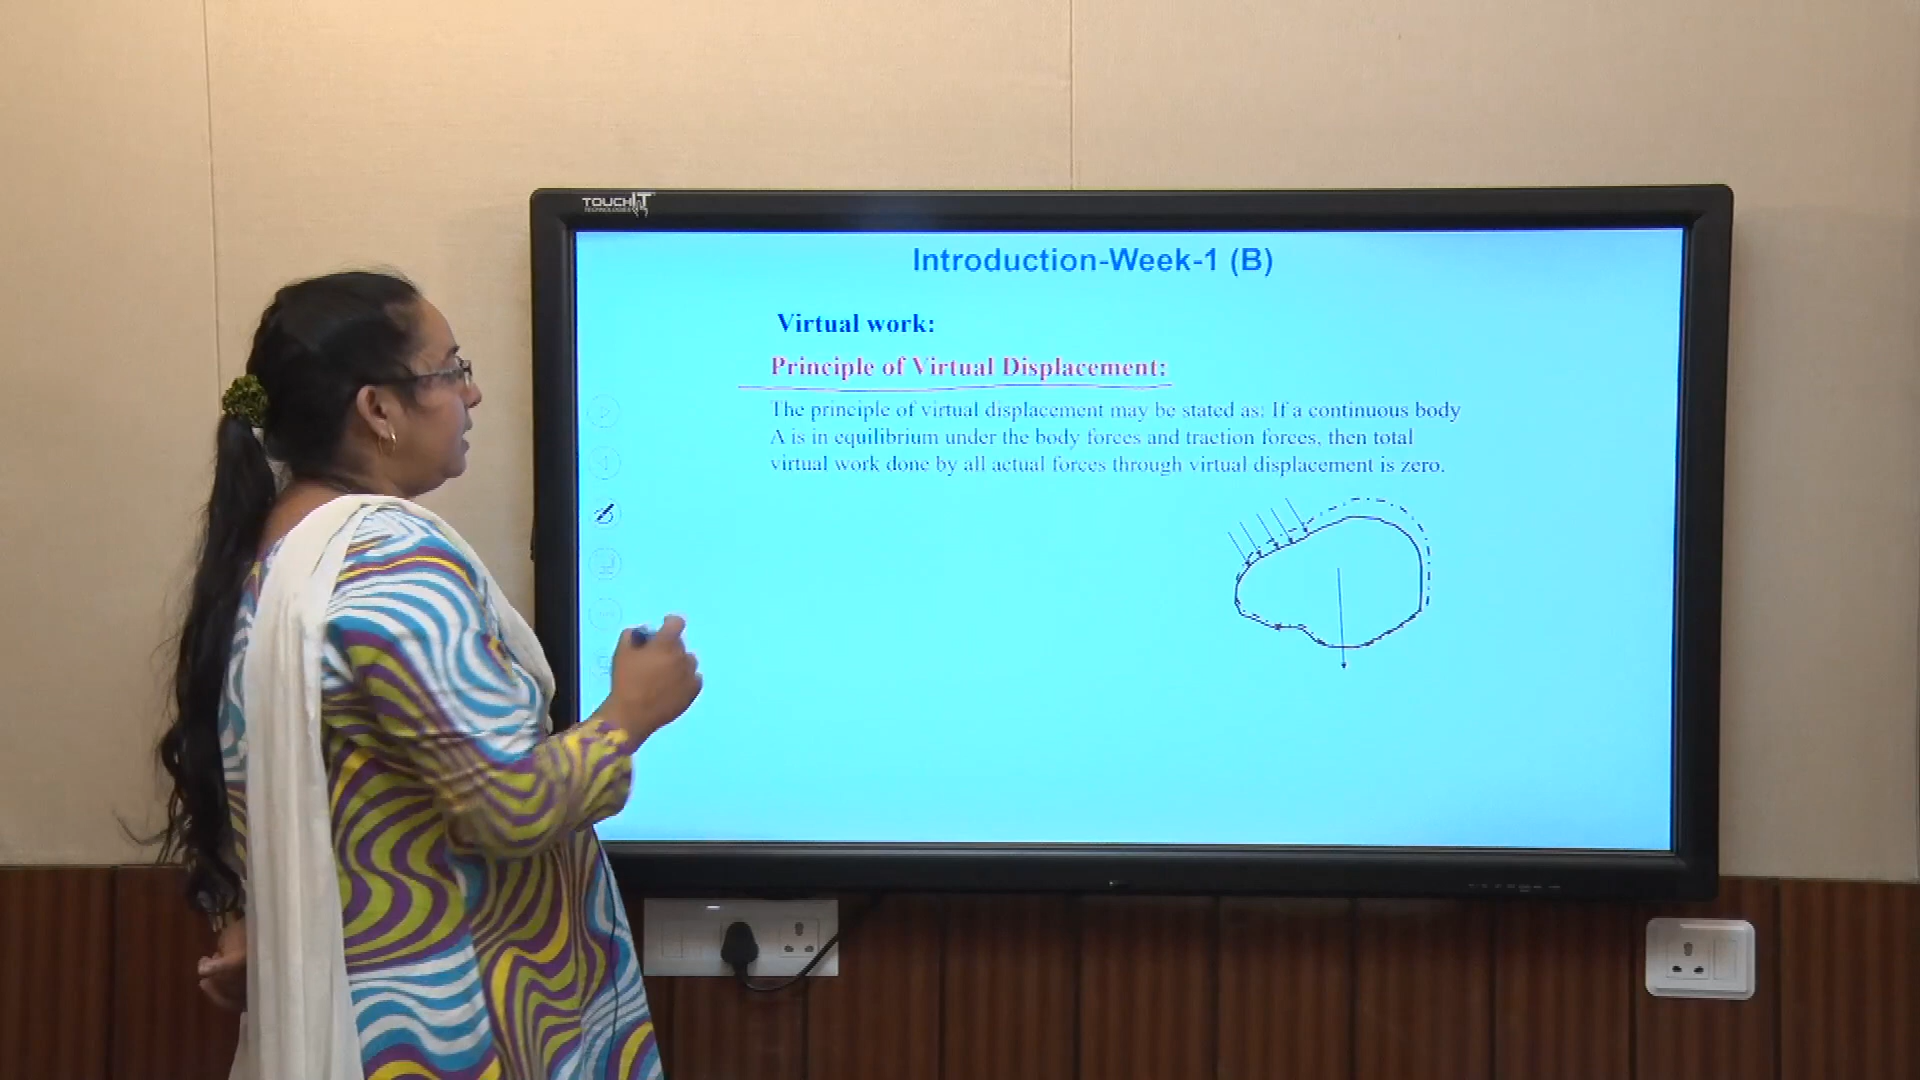 TOUCHIT
TECHNOLOGIES
Introduction-Week-1 (B)
Virtual work:
Principle of Virtual Displacement:
The principle of virtual displacement may be stated as: If a continuous body
A is in equilibrium under the body forces and traction forces, then total
virtual work done by all actual forces through virtual displacement is zero.